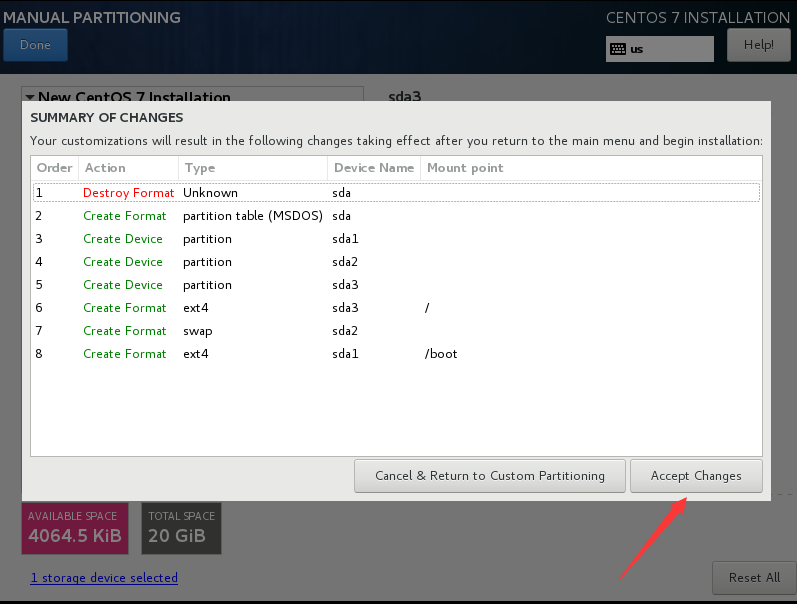 MANUAL PARTITIONING
CENTOS 7 INSTALLATION
Done
us
Help!
New CentOS 7 Installation
sda3
SUMMARY OF CHANGES
Your customizations will result in the following changes taking effect after you return to the main menu and begin installation:
Order Action Type Device Name Mount point
1 Destroy Format Unknown sda
2 Create Format partition table (MSDOS) sda
3 Create Device partition sda1
4 Create Device partition sda2
5 Create Device partition sda3
6 Create Format ext4 sda3 /
7 Create Format swap sda2
8 Create Format ext4 sda1 /boot
Cancel & Return to Custom Partitioning
Accept Changes
AVAILABLE SPACE
4064.5 KiB
TOTAL SPACE
20 GiB
1 storage device selected
Reset All